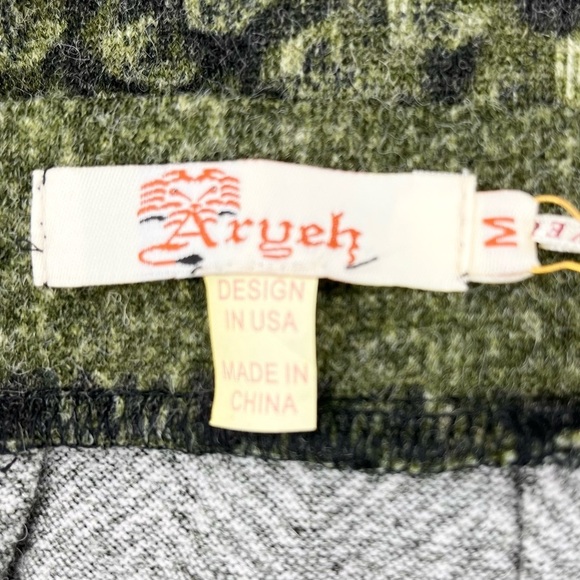 Aryeh
M
DESIGN
IN USA
MADE IN
CHINA